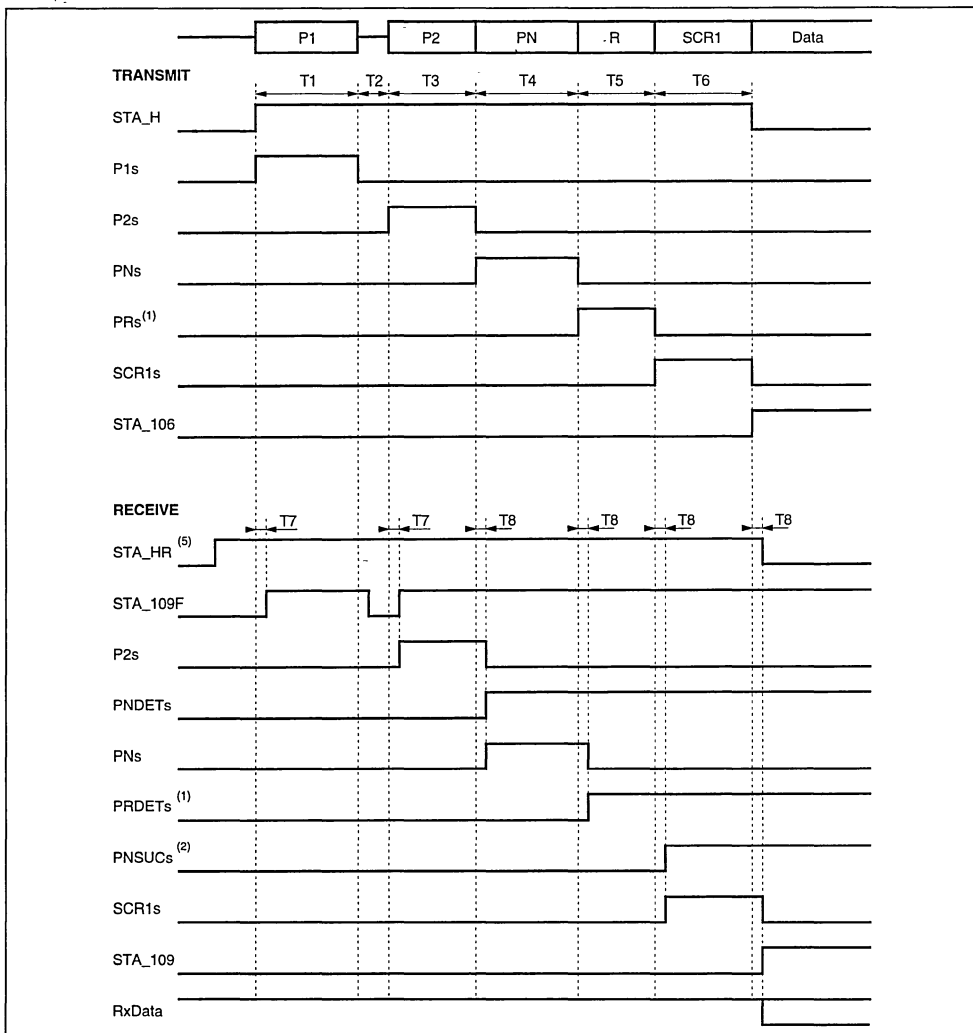 P1 P2 PN R SCR1 Data
TRANSMIT
T1 T2 T3 T4 T5 T6
STA_H
P1s
P2s
PNs
PRs(1)
SCR1s
STA_106
RECEIVE
T7 T7 T8 T8 T8 T8
STA_HR (5)
STA_109F
P2s
PNDETs
PNs
PRDETs (1)
PNSUCs (2)
SCR1s
STA_109
RxData